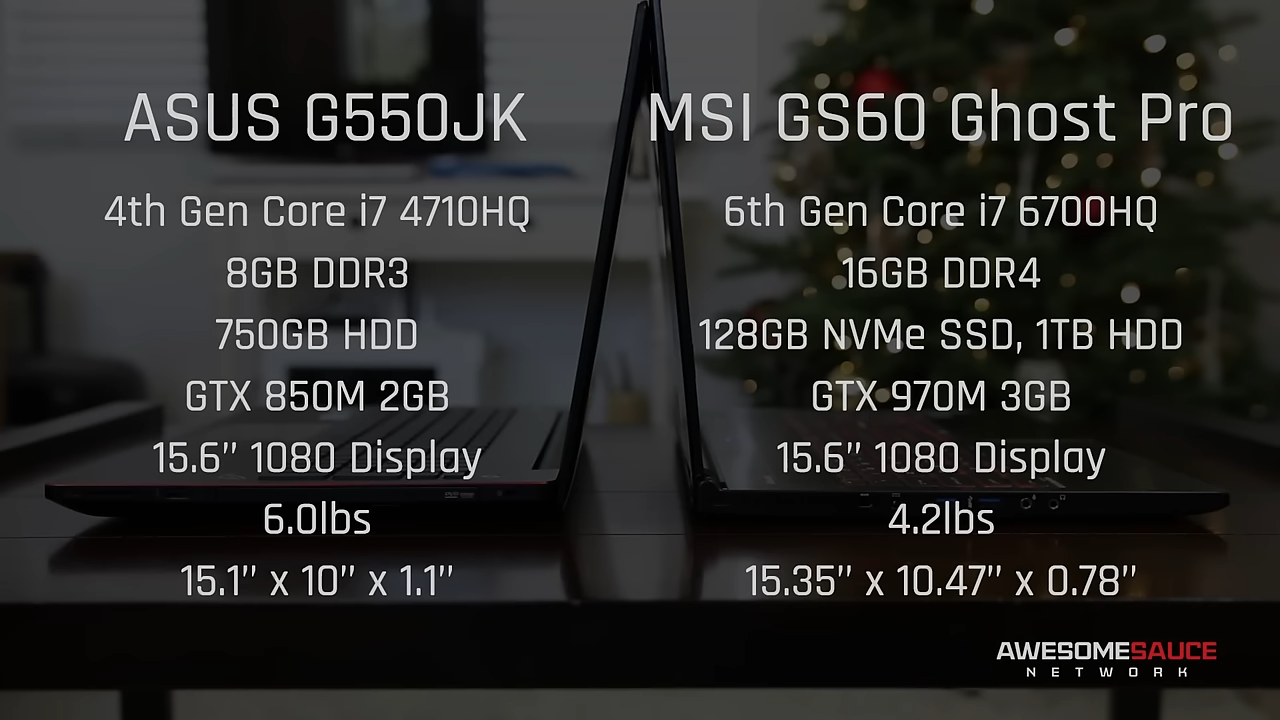 ASUS G550JK
4th Gen Core i7 4710HQ
8GB DDR3
750GB HDD
GTX 850M 2GB
15.6” 1080 Display
6.0lbs
15.1” x 10” x 1.1”
MSI GS60 Ghost Pro
6th Gen Core i7 6700HQ
16GB DDR4
128GB NVMe SSD, 1TB HDD
GTX 970M 3GB
15.6” 1080 Display
4.2lbs
15.35” x 10.47” x 0.78”
AWESOMESAUCE
NETWORK